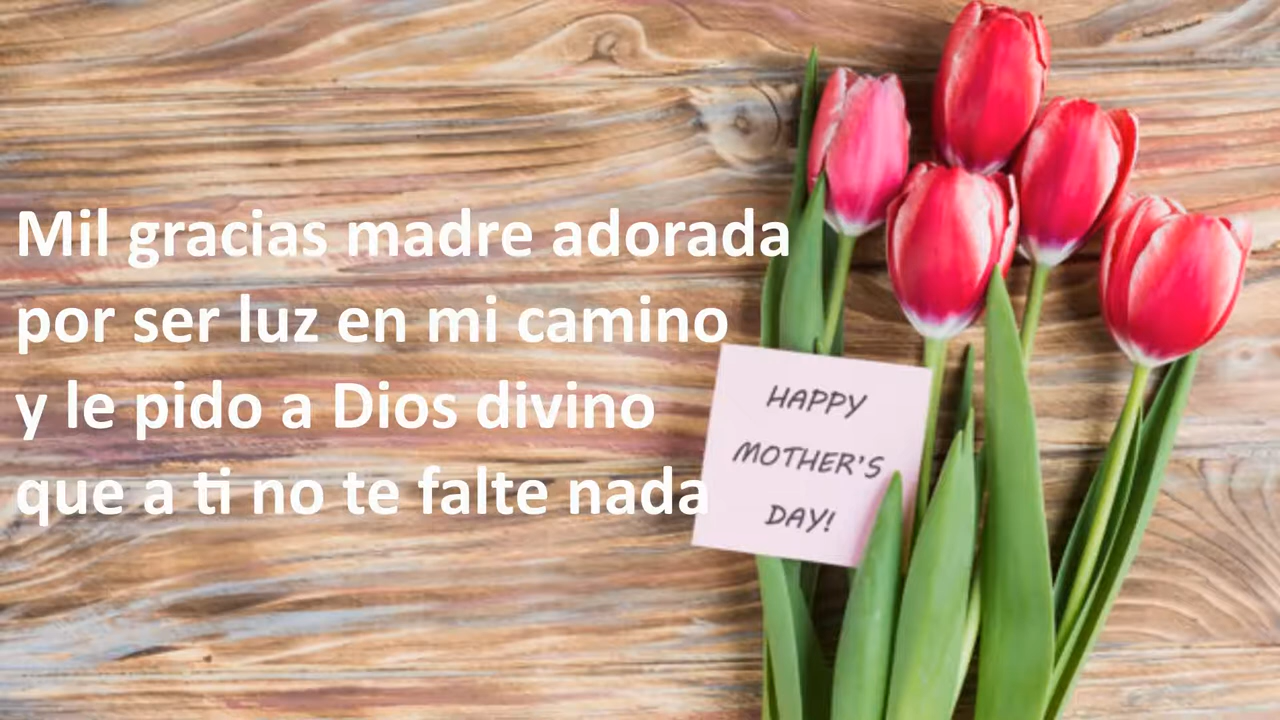 Mil gracias madre adorada
por ser luz en mi camino
y le pido a Dios divino
que a ti no te falte nada
HAPPY
MOTHER'S
DAY!